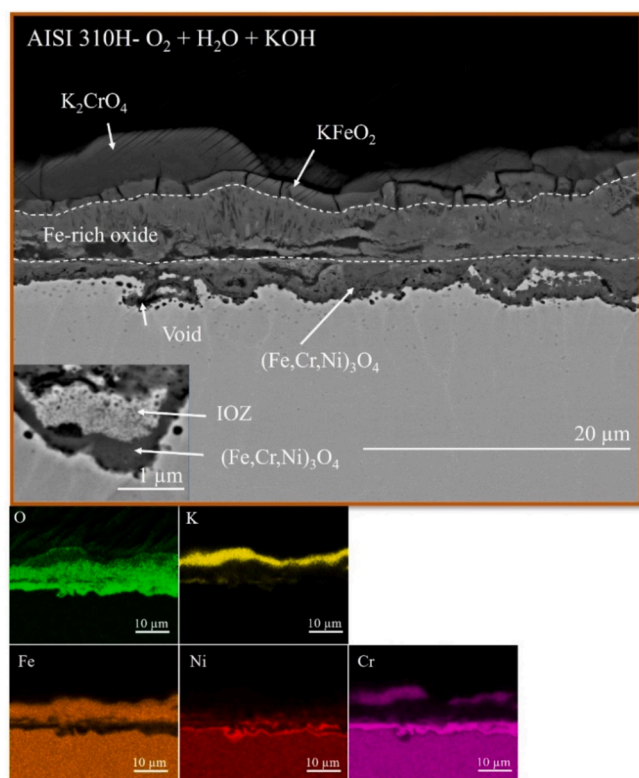 AISI 310H- O₂ + H₂O + KOH
K₂CrO₄
KFeO₂
Fe-rich oxide
Void
(Fe,Cr,Ni)₃O₄
IOZ
20 µm
(Fe,Cr,Ni)₃O₄
1 µm
O
K
10 µm
10 µm
Fe
Ni
Cr
10 µm
10 µm
10 µm